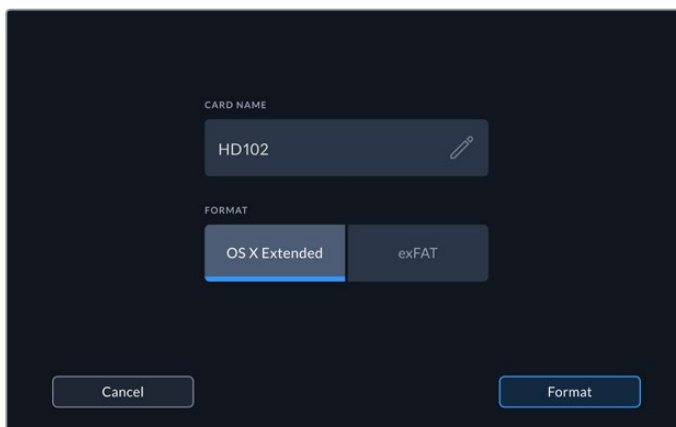 CARD NAME
HD102
FORMAT
OS X Extended exFAT
Cancel Format